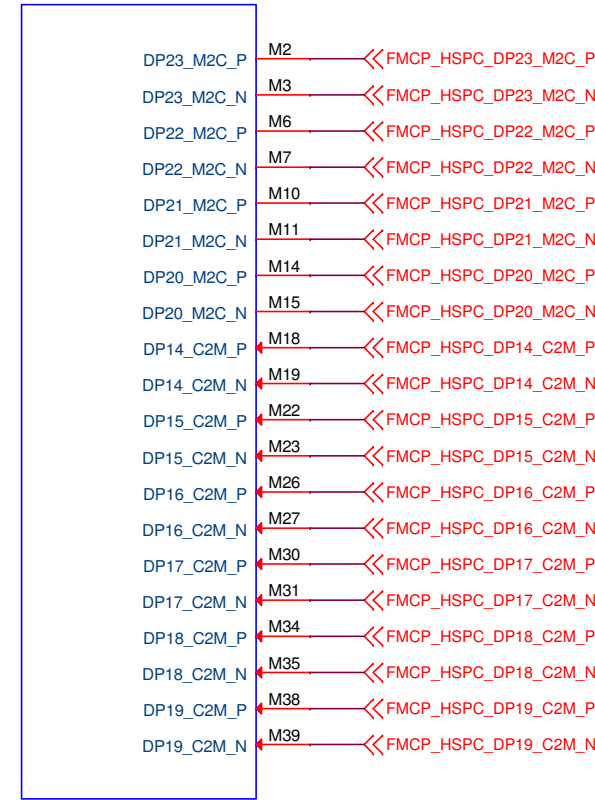 DP23_M2C_P M2 FMCP_HSPC_DP23_M2C_P
DP23_M2C_N M3 FMCP_HSPC_DP23_M2C_N
DP22_M2C_P M6 FMCP_HSPC_DP22_M2C_P
DP22_M2C_N M7 FMCP_HSPC_DP22_M2C_N
DP21_M2C_P M10 FMCP_HSPC_DP21_M2C_P
DP21_M2C_N M11 FMCP_HSPC_DP21_M2C_N
DP20_M2C_P M14 FMCP_HSPC_DP20_M2C_P
DP20_M2C_N M15 FMCP_HSPC_DP20_M2C_N
DP14_C2M_P M18 FMCP_HSPC_DP14_C2M_P
DP14_C2M_N M19 FMCP_HSPC_DP14_C2M_N
DP15_C2M_P M22 FMCP_HSPC_DP15_C2M_P
DP15_C2M_N M23 FMCP_HSPC_DP15_C2M_N
DP16_C2M_P M26 FMCP_HSPC_DP16_C2M_P
DP16_C2M_N M27 FMCP_HSPC_DP16_C2M_N
DP17_C2M_P M30 FMCP_HSPC_DP17_C2M_P
DP17_C2M_N M31 FMCP_HSPC_DP17_C2M_N
DP18_C2M_P M34 FMCP_HSPC_DP18_C2M_P
DP18_C2M_N M35 FMCP_HSPC_DP18_C2M_N
DP19_C2M_P M38 FMCP_HSPC_DP19_C2M_P
DP19_C2M_N M39 FMCP_HSPC_DP19_C2M_N